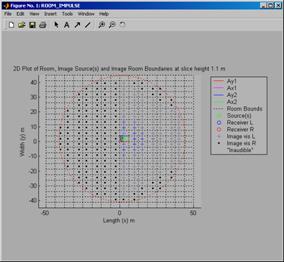 Figure No. 1: ROOM_IMPULSE
File Edit View Insert Tools Window Help
2D Plot of Room, Image Source(s) and Image Room Boundaries at slice height 1.1 m
Ay1
Ax1
Ay2
Ax2
Room Bounds
Source(s)
Receiver L
Receiver R
Image vis L
Image vis R
"Inaudible"
Width (y) m
40
30
20
10
0
-10
-20
-30
-40
-50
0
50
Length (x) m